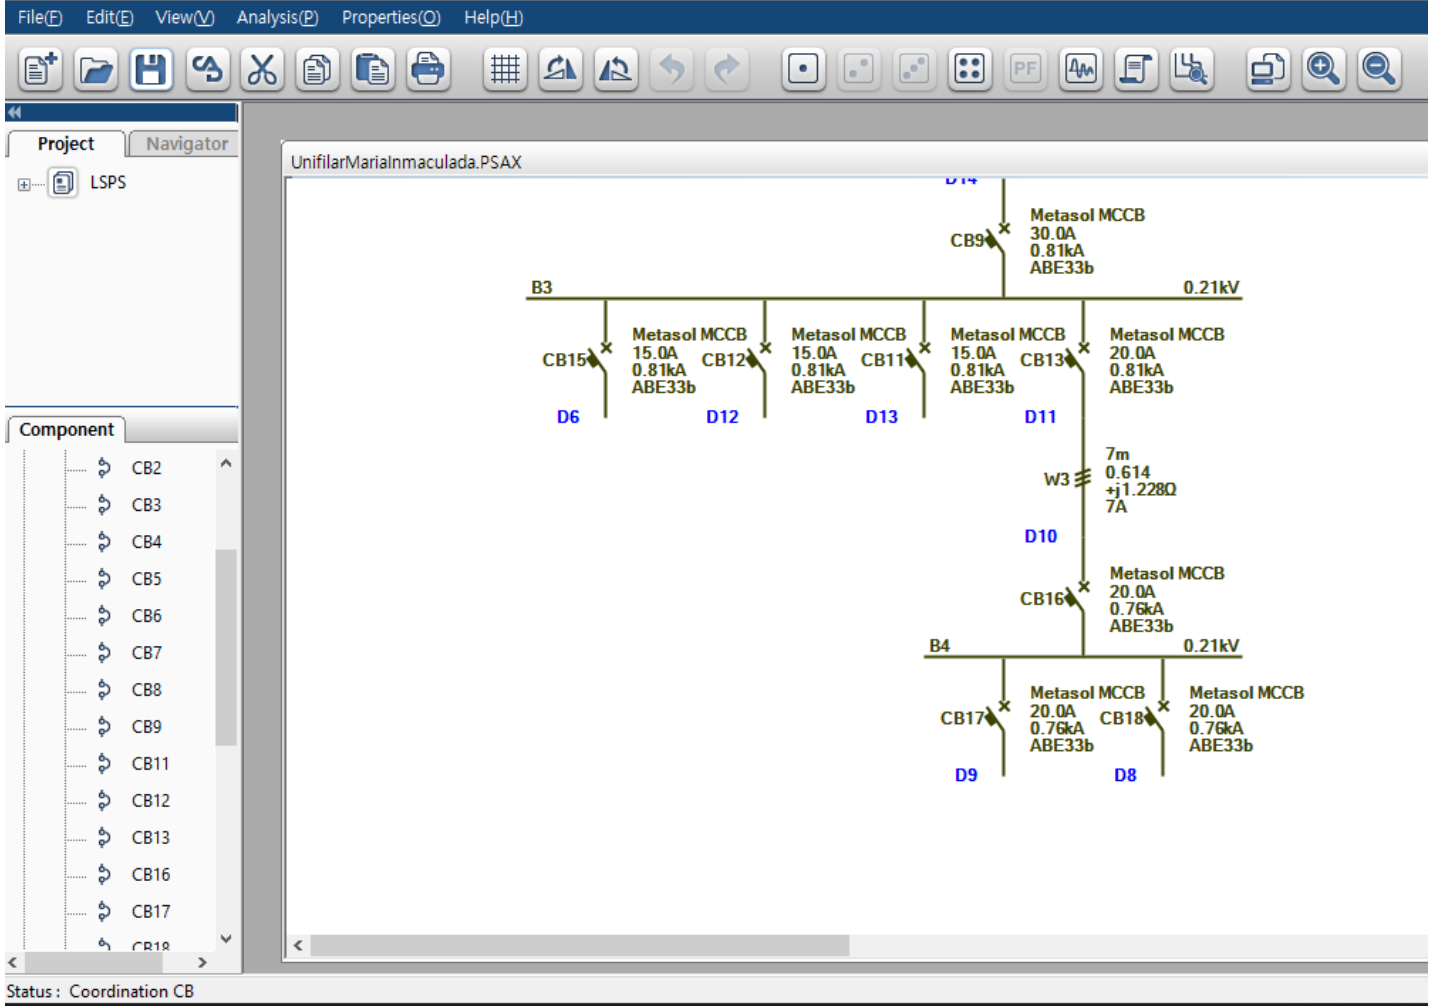 File(F) Edit(E) View(V) Analysis(P) Properties(O) Help(H)
PF
Project Navigator
LSPS
UnifilarMariaInmaculada.PSAX
D14
Metasol MCCB
CB9 30.0A
0.81kA
ABE33b
B3 0.21kV
Metasol MCCB Metasol MCCB Metasol MCCB Metasol MCCB
CB15 15.0A CB12 15.0A CB11 15.0A CB13 20.0A
0.81kA 0.81kA 0.81kA 0.81kA
ABE33b ABE33b ABE33b ABE33b
D6 D12 D13 D11
7m
W3 0.614
+j1.228Ω
7A
D10
Metasol MCCB
CB16 20.0A
0.76kA
ABE33b
B4 0.21kV
Metasol MCCB Metasol MCCB
CB17 20.0A CB18 20.0A
0.76kA 0.76kA
ABE33b ABE33b
D9 D8
Component
CB2
CB3
CB4
CB5
CB6
CB7
CB8
CB9
CB11
CB12
CB13
CB16
CB17
CB18
Status : Coordination CB